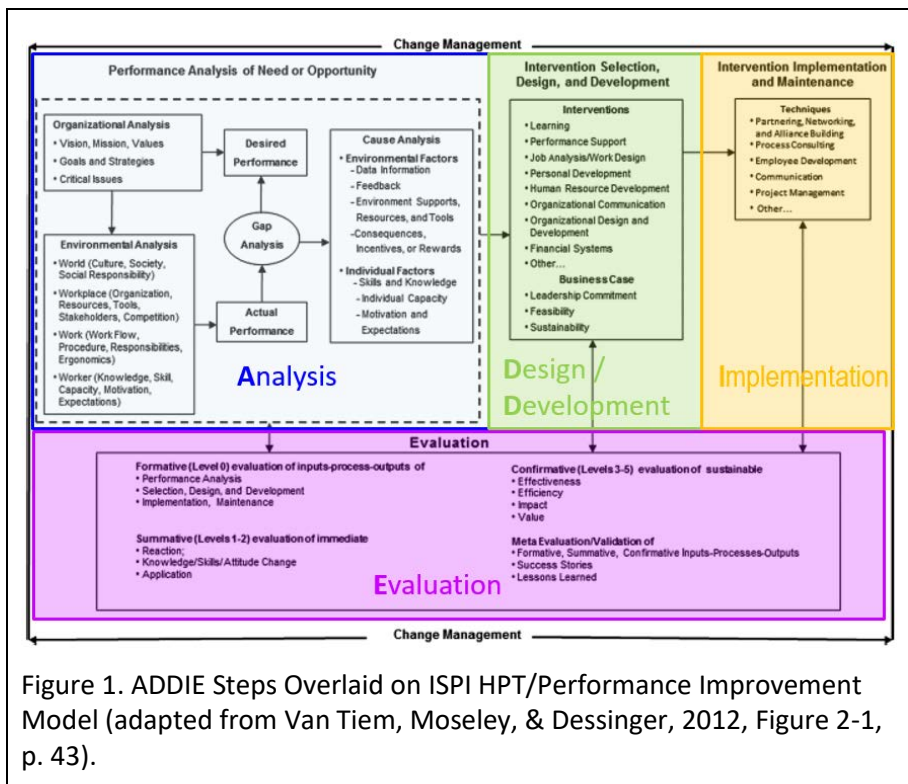 Change Management
Performance Analysis of Need or Opportunity
Organizational Analysis
• Vision, Mission, Values
• Goals and Strategies
• Critical Issues
Environmental Analysis
• World (Culture, Society,
Social Responsibility)
• Workplace (Organization,
Resources, Tools,
Stakeholders, Competition)
• Work (Work Flow,
Procedure, Responsibilities,
Ergonomics)
• Worker (Knowledge, Skill,
Capacity, Motivation,
Expectations)
Desired
Performance
Gap
Analysis
Actual
Performance
Cause Analysis
• Environmental Factors
- Data Information
- Feedback
- Environment Supports,
Resources, and Tools
- Consequences,
Incentives, or Rewards
• Individual Factors
- Skills and Knowledge
- Individual Capacity
- Motivation and
Expectations
Analysis
Intervention Selection,
Design, and Development
Interventions
• Learning
• Performance Support
• Job Analysis/Work Design
• Personal Development
• Human Resource Development
• Organizational Communication
• Organizational Design and
Development
• Financial Systems
• Other...
Business Case
• Leadership Commitment
• Feasibility
• Sustainability
Design /
Development
Intervention Implementation
and Maintenance
Techniques
• Partnering, Networking,
and Alliance Building
• Process Consulting
• Employee Development
• Communication
• Project Management
• Other...
Implementation
Evaluation
Formative (Level 0) evaluation of inputs-process-outputs of
• Performance Analysis
• Selection, Design, and Development
• Implementation, Maintenance
Summative (Levels 1-2) evaluation of immediate
• Reaction;
• Knowledge/Skills/Attitude Change
• Application
Confirmative (Levels 3-5) evaluation of sustainable
• Effectiveness
• Efficiency
• Impact
• Value
Meta Evaluation/Validation of
• Formative, Summative, Confirmative Inputs-Processes-Outputs
• Success Stories
• Lessons Learned
Evaluation
Change Management
Figure 1. ADDIE Steps Overlaid on ISPI HPT/Performance Improvement
Model (adapted from Van Tiem, Moseley, & Dessinger, 2012, Figure 2-1,
p. 43).